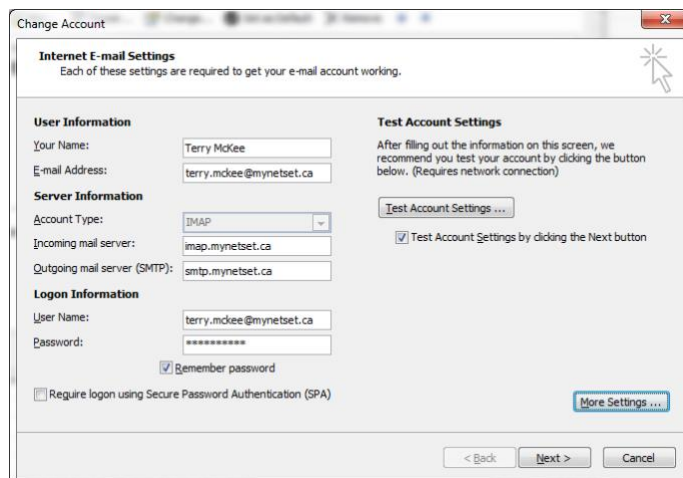 Change... Set as Default Remove
Change Account
Internet E-mail Settings
Each of these settings are required to get your e-mail account working.
User Information
Your Name: Terry McKee
E-mail Address: terry.mckee@mynetset.ca
Server Information
Account Type: IMAP
Incoming mail server: imap.mynetset.ca
Outgoing mail server (SMTP): smtp.mynetset.ca
Logon Information
User Name: terry.mckee@mynetset.ca
Password: **********
Remember password
Require logon using Secure Password Authentication (SPA)
Test Account Settings
After filling out the information on this screen, we
recommend you test your account by clicking the button
below. (Requires network connection)
Test Account Settings ...
Test Account Settings by clicking the Next button
More Settings ...
< Back
Next >
Cancel